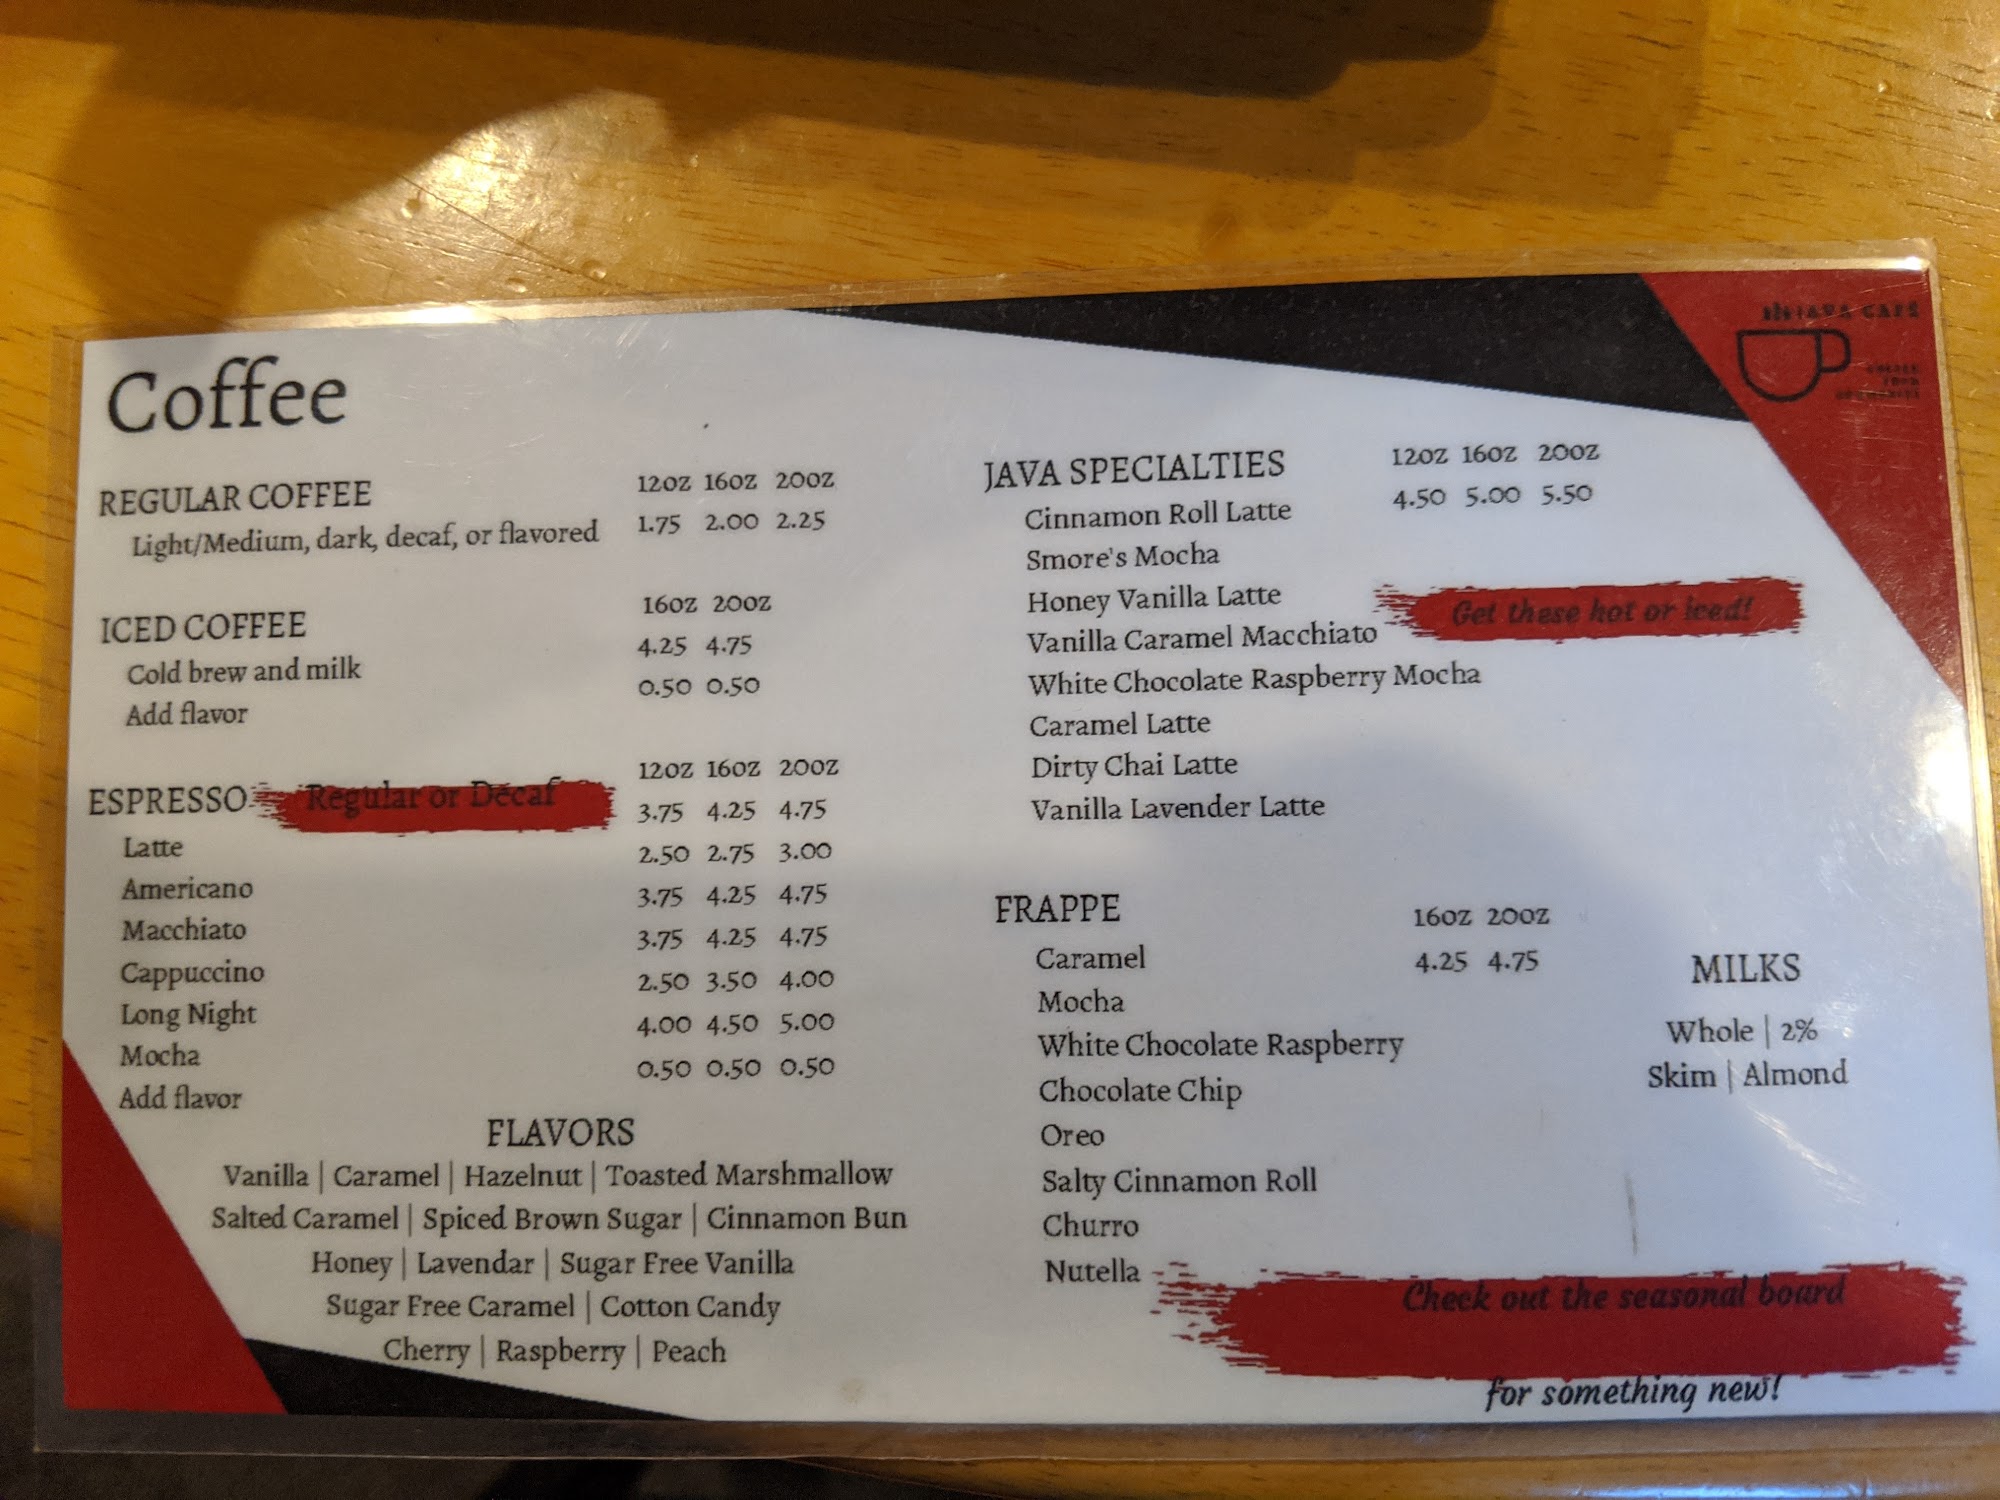 JAVA CAFE
Coffee
REGULAR COFFEE 12OZ 16OZ 20OZ
Light/Medium, dark, decaf, or flavored 1.75 2.00 2.25
ICED COFFEE 16OZ 20OZ
Cold brew and milk 4.25 4.75
Add flavor 0.50 0.50
ESPRESSO Regular or Decaf 12OZ 16OZ 20OZ
Latte 3.75 4.25 4.75
Americano 2.50 2.75 3.00
Macchiato 3.75 4.25 4.75
Cappuccino 3.75 4.25 4.75
Long Night 2.50 3.50 4.00
Mocha 4.00 4.50 5.00
Add flavor 0.50 0.50 0.50
FLAVORS
Vanilla | Caramel | Hazelnut | Toasted Marshmallow
Salted Caramel | Spiced Brown Sugar | Cinnamon Bun
Honey | Lavendar | Sugar Free Vanilla
Sugar Free Caramel | Cotton Candy
Cherry | Raspberry | Peach
JAVA SPECIALTIES 12OZ 16OZ 20OZ
Cinnamon Roll Latte 4.50 5.00 5.50
Smore's Mocha
Honey Vanilla Latte
Get these hot or iced!
Vanilla Caramel Macchiato
White Chocolate Raspberry Mocha
Caramel Latte
Dirty Chai Latte
Vanilla Lavender Latte
FRAPPE 16OZ 20OZ
Caramel 4.25 4.75
Mocha
White Chocolate Raspberry
Chocolate Chip
Oreo
Salty Cinnamon Roll
Churro
Nutella
MILKS
Whole | 2%
Skim | Almond
Check out the seasonal board
for something new!